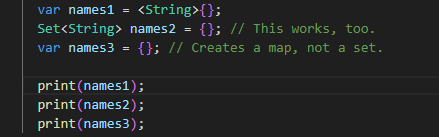 var names1 = <String>{};
Set<String> names2 = {}; // This works, too.
var names3 = {}; // Creates a map, not a set.
print(names1);
print(names2);
print(names3);